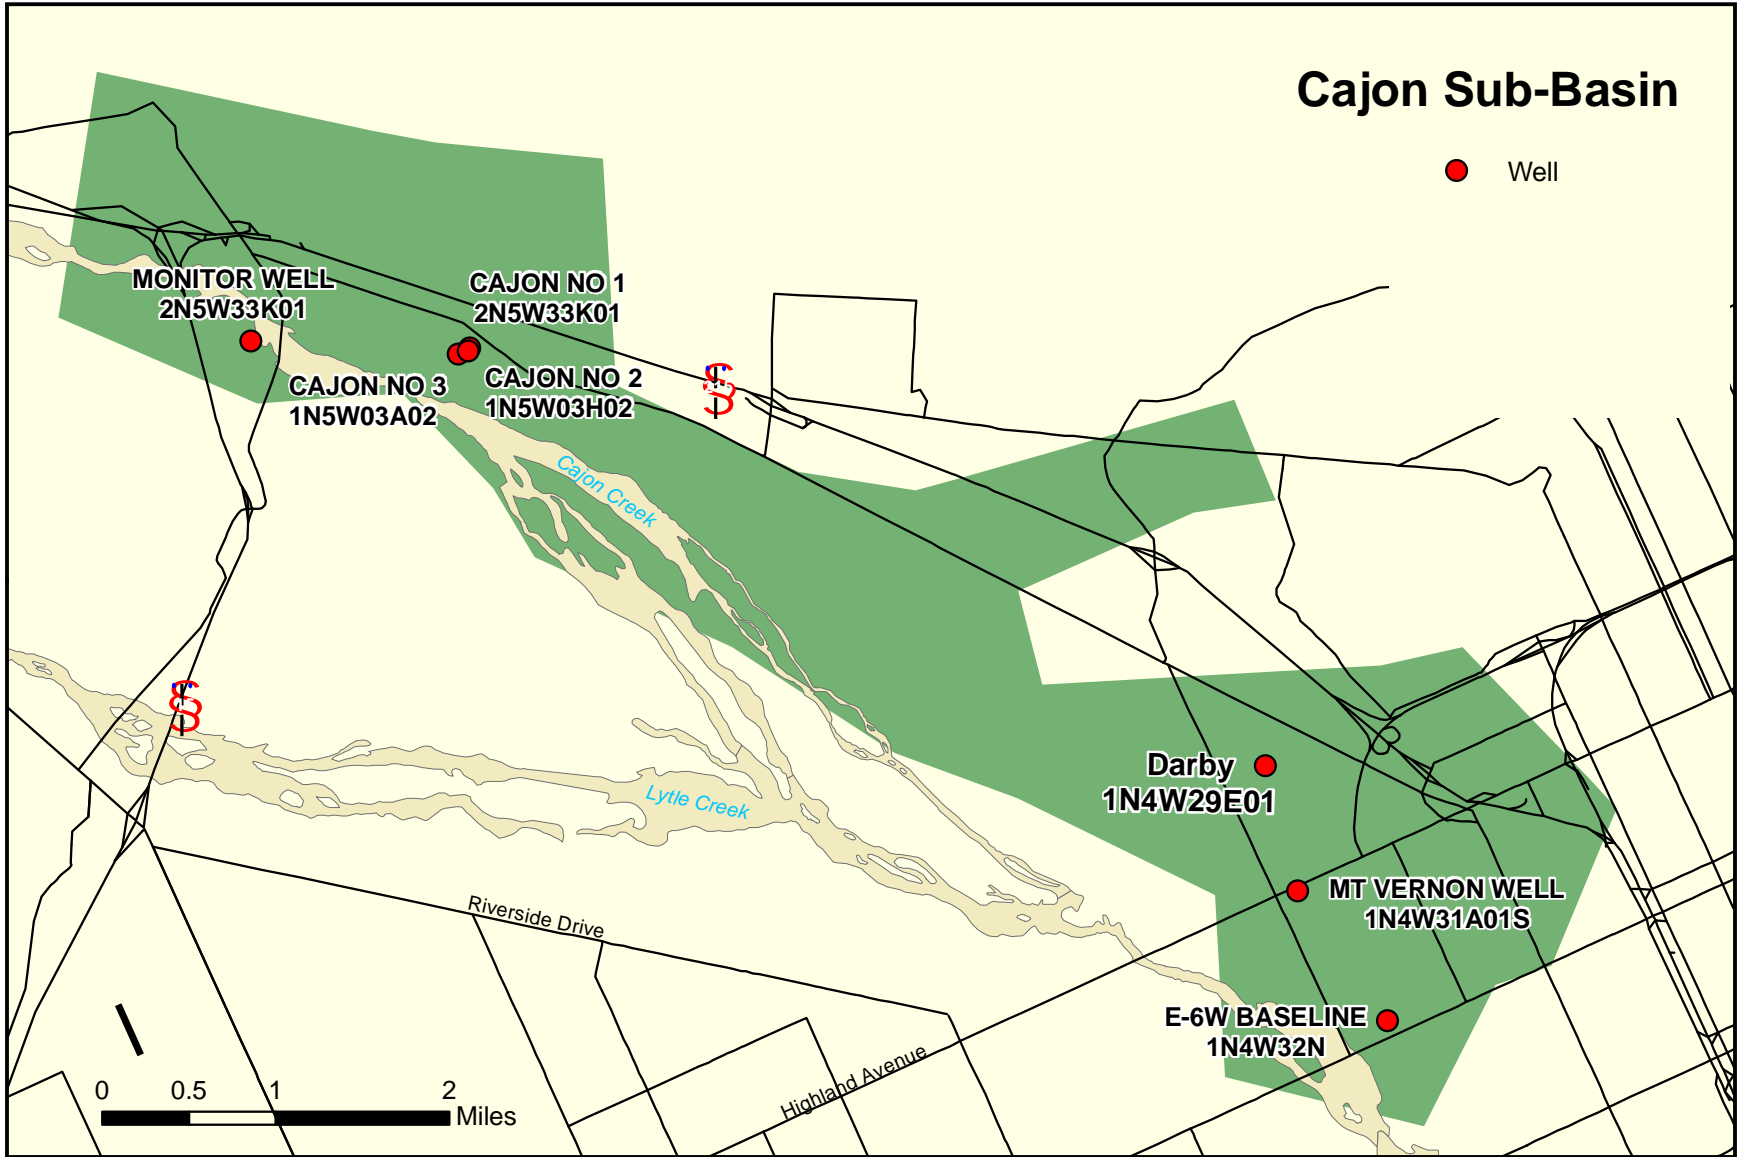 Cajon Sub-Basin
Well
MONITOR WELL
2N5W33K01
CAJON NO 1
2N5W33K01
CAJON NO 3
1N5W03A02
CAJON NO 2
1N5W03H02
Cajon Creek
Lytle Creek
Darby
1N4W29E01
MT VERNON WELL
1N4W31A01S
Riverside Drive
E-6W BASELINE
1N4W32N
Highland Avenue
0 0.5 1 2
Miles